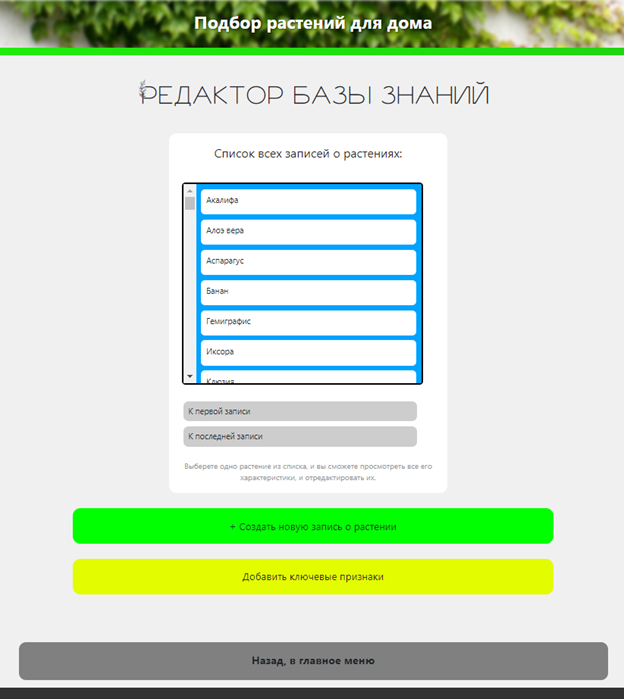 Подбор растений для дома
РЕДАКТОР БАЗЫ ЗНАНИЙ
Список всех записей о растениях:
Акалифа
Алоэ вера
Аспарагус
Банан
Гемиграфис
Иксора
Клюзия
К первой записи
К последней записи
Выберете одно растение из списка, и вы сможете просмотреть все его
характеристики, и отредактировать их.
+ Создать новую запись о растении
Добавить ключевые признаки
Назад, в главное меню